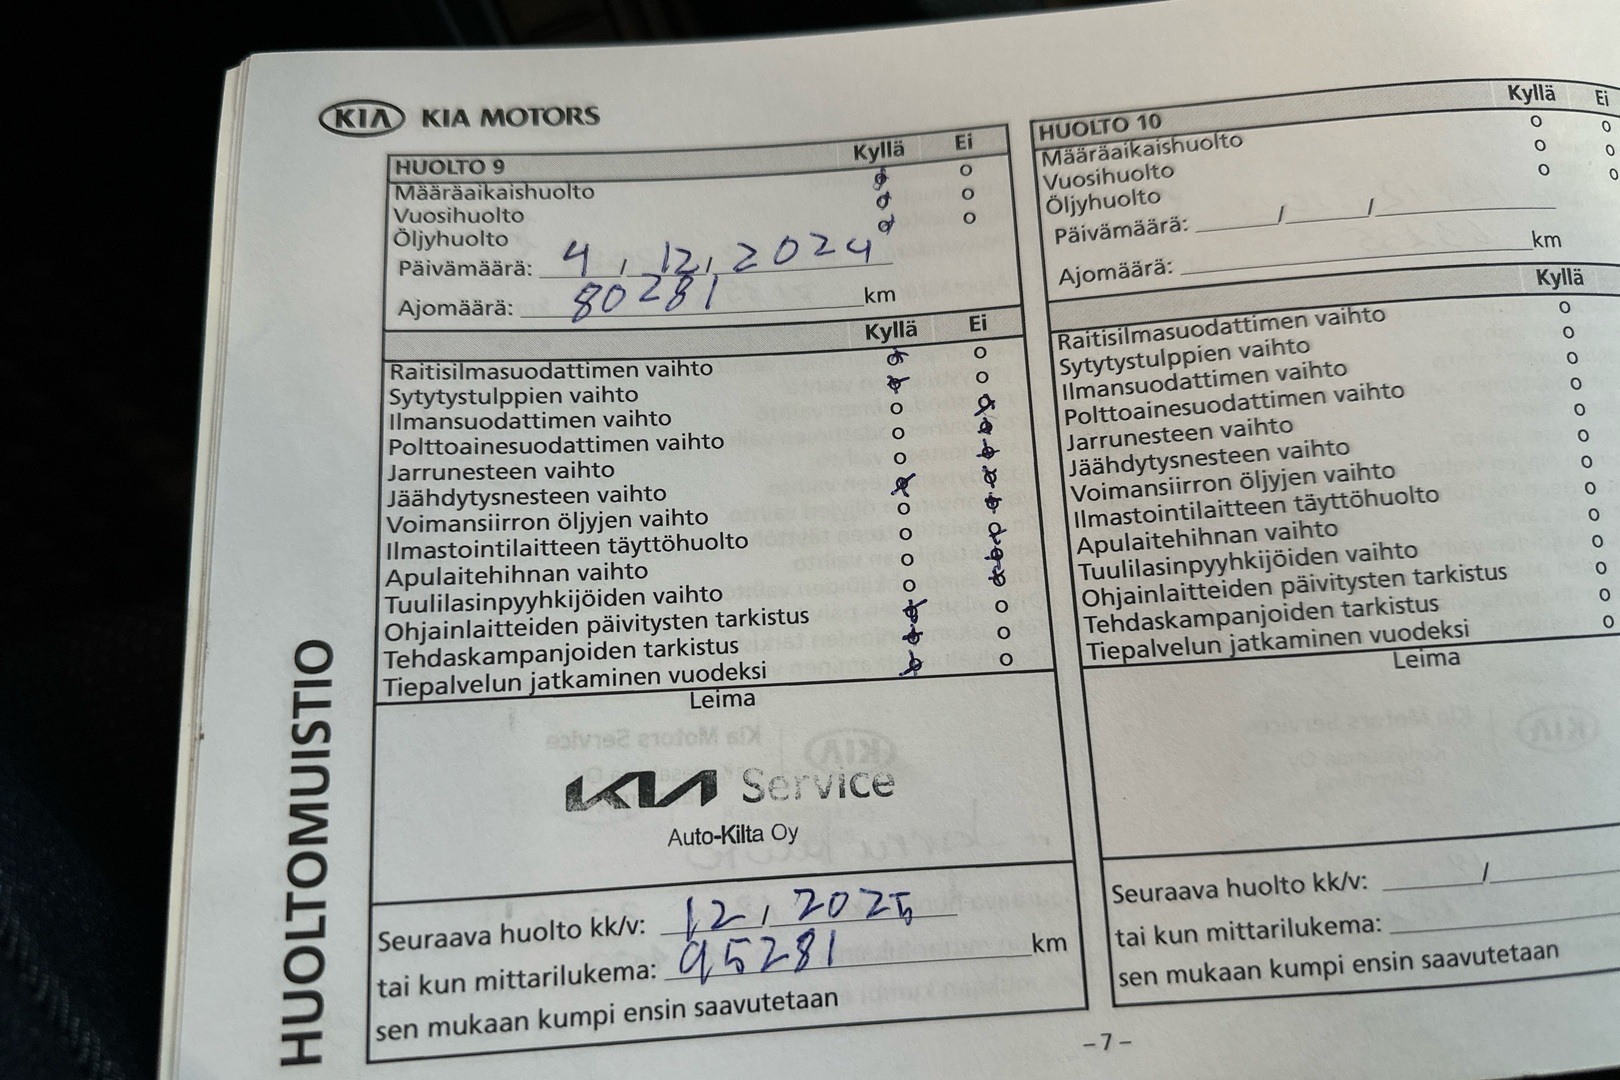 KIA KIA MOTORS
HUOLTO 9 Kyllä Ei
Määräaikaishuolto o o
Vuosihuolto o o
Öljyhuolto o o
Päivämäärä: 4 / 12 / 2024
Ajomäärä: 80281 km
Kyllä Ei
Raitisilmasuodattimen vaihto o o
Sytytystulppien vaihto o o
Ilmansuodattimen vaihto o o
Polttoainesuodattimen vaihto o o
Jarrunesteen vaihto o o
Jäähdytysnesteen vaihto o o
Voimansiirron öljyjen vaihto o o
Ilmastointilaitteen täyttöhuolto o o
Apulaitehihnan vaihto o o
Tuulilasinpyyhkijöiden vaihto o o
Ohjainlaitteiden päivitysten tarkistus o o
Tehdaskampanjoiden tarkistus o o
Tiepalvelun jatkaminen vuodeksi o o
Leima
KIA Service
Auto-Kilta Oy
Seuraava huolto kk/v: 12 / 2025
tai kun mittarilukema: 95281 km
sen mukaan kumpi ensin saavutetaan
HUOLTO 10 Kyllä Ei
Määräaikaishuolto o o
Vuosihuolto o o
Öljyhuolto o o
Päivämäärä: / /
Ajomäärä: km
Kyllä
Raitisilmasuodattimen vaihto o
Sytytystulppien vaihto o
Ilmansuodattimen vaihto o
Polttoainesuodattimen vaihto o
Jarrunesteen vaihto o
Jäähdytysnesteen vaihto o
Voimansiirron öljyjen vaihto o
Ilmastointilaitteen täyttöhuolto o
Apulaitehihnan vaihto o
Tuulilasinpyyhkijöiden vaihto o
Ohjainlaitteiden päivitysten tarkistus o
Tehdaskampanjoiden tarkistus o
Tiepalvelun jatkaminen vuodeksi o
Leima
Seuraava huolto kk/v: /
tai kun mittarilukema:
sen mukaan kumpi ensin saavutetaan
HUOLTOMUISTIO
– 7 –